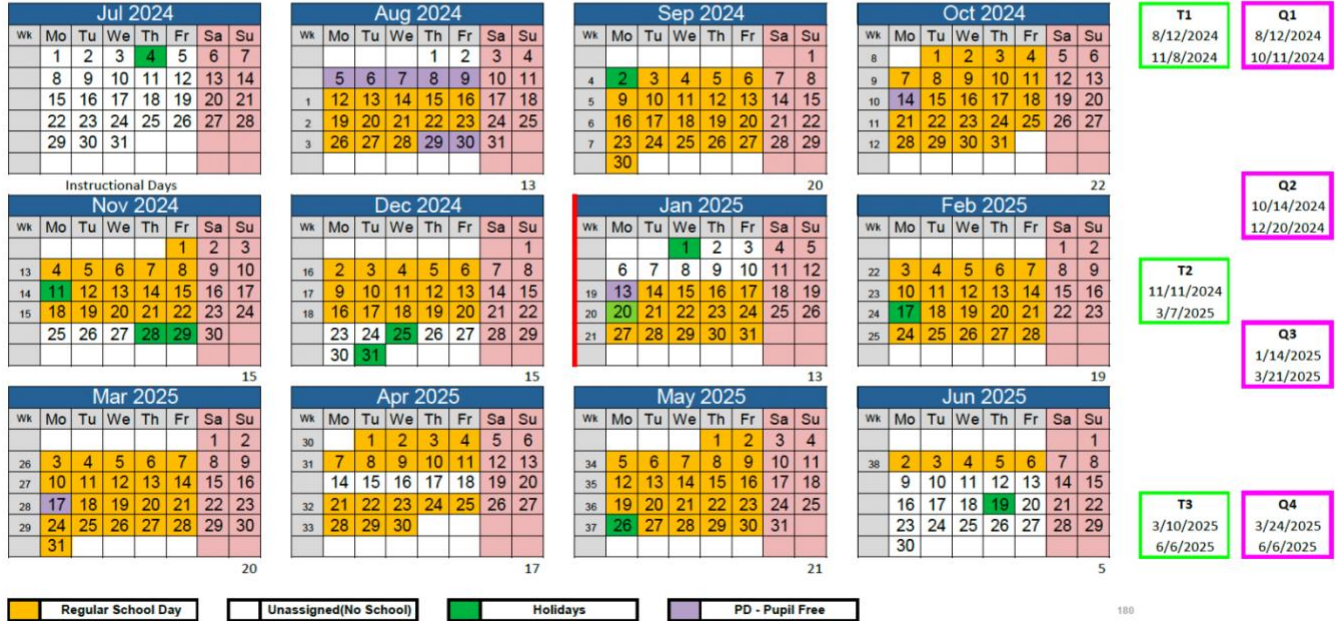 Jul 2024 Aug 2024 Sep 2024 Oct 2024 T1 Q1
Wk Mo Tu We Th Fr Sa Su Wk Mo Tu We Th Fr Sa Su Wk Mo Tu We Th Fr Sa Su Wk Mo Tu We Th Fr Sa Su 8/12/2024 8/12/2024
1 2 3 4 5 6 7 1 2 3 4 1 8 1 2 3 4 5 6 11/8/2024 10/11/2024
8 9 10 11 12 13 14 5 6 7 8 9 10 11 4 2 3 4 5 6 7 8 9 7 8 9 10 11 12 13
15 16 17 18 19 20 21 1 12 13 14 15 16 17 18 5 9 10 11 12 13 14 15 10 14 15 16 17 18 19 20
22 23 24 25 26 27 28 2 19 20 21 22 23 24 25 6 16 17 18 19 20 21 22 11 21 22 23 24 25 26 27
29 30 31 3 26 27 28 29 30 31 7 23 24 25 26 27 28 29 12 28 29 30 31
30
Instructional Days 13 20 22 Q2
Nov 2024 Dec 2024 Jan 2025 Feb 2025 10/14/2024
Wk Mo Tu We Th Fr Sa Su Wk Mo Tu We Th Fr Sa Su Wk Mo Tu We Th Fr Sa Su Wk Mo Tu We Th Fr Sa Su 12/20/2024
1 2 3 1 1 2 3 4 5 1 2
13 4 5 6 7 8 9 10 16 2 3 4 5 6 7 8 6 7 8 9 10 11 12 22 3 4 5 6 7 8 9 T2
14 11 12 13 14 15 16 17 17 9 10 11 12 13 14 15 19 13 14 15 16 17 18 19 23 10 11 12 13 14 15 16 11/11/2024
15 18 19 20 21 22 23 24 18 16 17 18 19 20 21 22 20 20 21 22 23 24 25 26 24 17 18 19 20 21 22 23 3/7/2025
25 26 27 28 29 30 23 24 25 26 27 28 29 21 27 28 29 30 31 25 24 25 26 27 28 Q3
30 31 1/14/2025
15 15 13 19 3/21/2025
Mar 2025 Apr 2025 May 2025 Jun 2025
Wk Mo Tu We Th Fr Sa Su Wk Mo Tu We Th Fr Sa Su Wk Mo Tu We Th Fr Sa Su Wk Mo Tu We Th Fr Sa Su
1 2 30 1 2 3 4 5 6 1 2 3 4 1
26 3 4 5 6 7 8 9 31 7 8 9 10 11 12 13 34 5 6 7 8 9 10 11 38 2 3 4 5 6 7 8
27 10 11 12 13 14 15 16 14 15 16 17 18 19 20 35 12 13 14 15 16 17 18 9 10 11 12 13 14 15
28 17 18 19 20 21 22 23 32 21 22 23 24 25 26 27 36 19 20 21 22 23 24 25 16 17 18 19 20 21 22 T3 Q4
29 24 25 26 27 28 29 30 33 28 29 30 37 26 27 28 29 30 31 23 24 25 26 27 28 29 3/10/2025 3/24/2025
31 30 6/6/2025 6/6/2025
20 17 21 5
Regular School Day Unassigned(No School) Holidays PD - Pupil Free 180